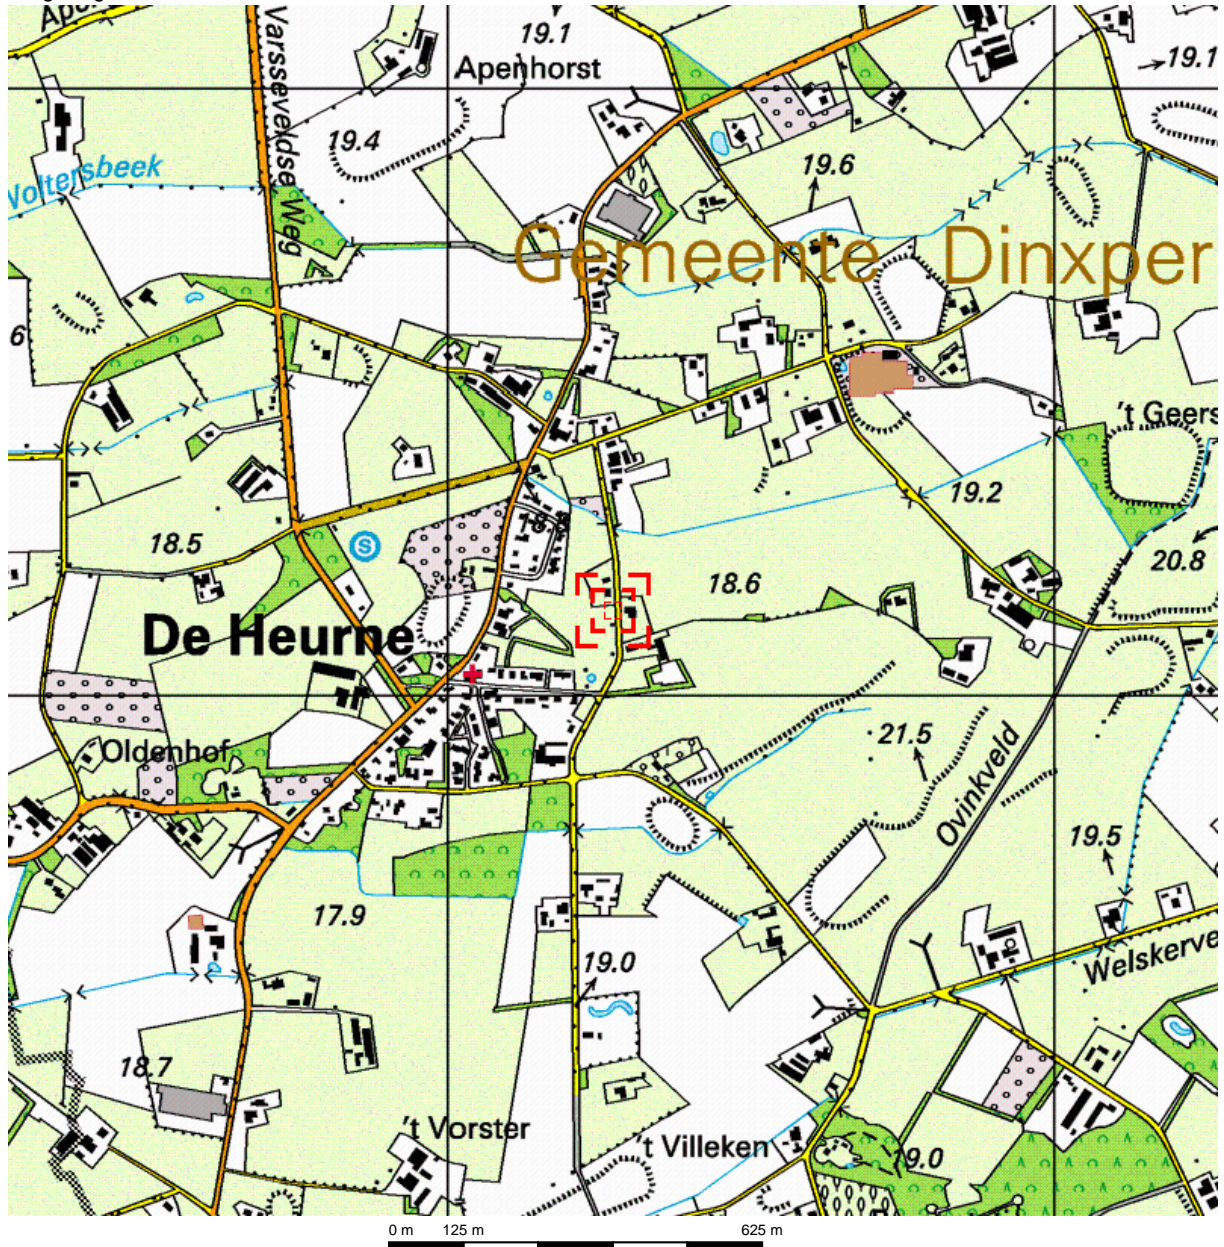 19.1
Varsseveldse Weg
Apenhorst
19.1
19.4
19.6
Woltersbeek
Gemeente Dinxper
6
't Geers
19.2
18.5
S
18.6
20.8
De Heurne
Oldenhof
21.5
Ovinkveld
19.5
17.9
19.0
Welskerve
18.7
't Vorster
't Villeken
19.0
0 m 125 m 625 m